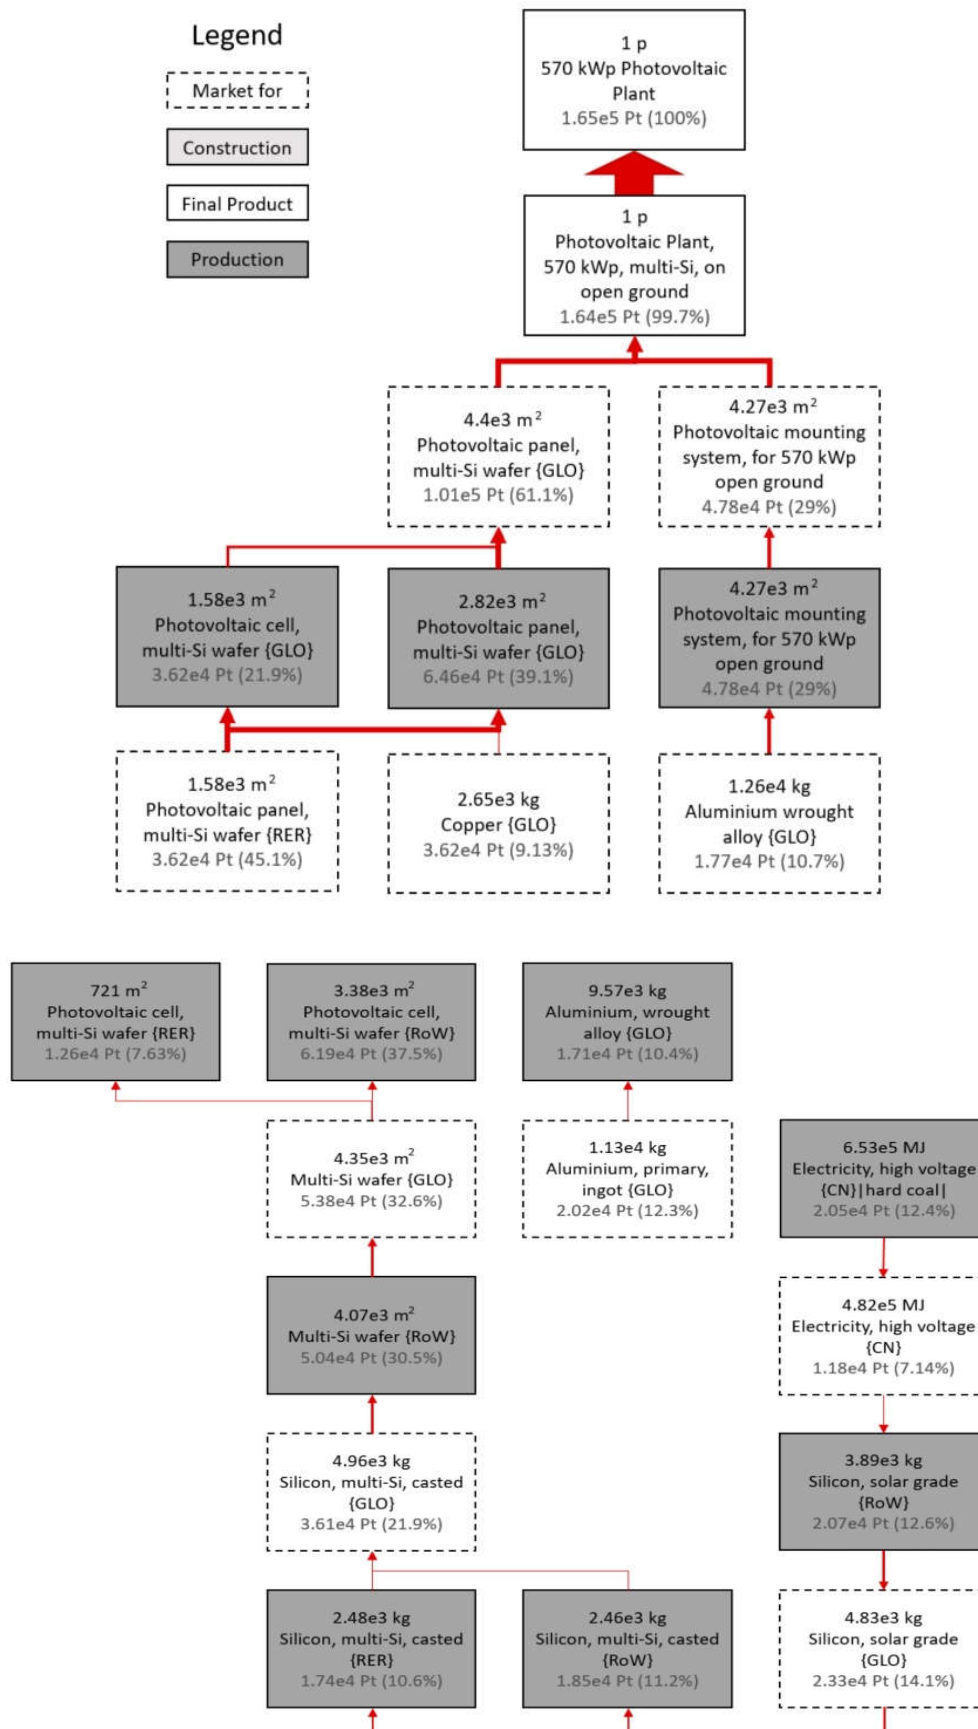 Legend
Market for
Construction
Final Product
Production
1 p
570 kWp Photovoltaic
Plant
1.65e5 Pt (100%)
1 p
Photovoltaic Plant,
570 kWp, multi-Si, on
open ground
1.64e5 Pt (99.7%)
4.4e3 m²
Photovoltaic panel,
multi-Si wafer {GLO}
1.01e5 Pt (61.1%)
4.27e3 m²
Photovoltaic mounting
system, for 570 kWp
open ground
4.78e4 Pt (29%)
1.58e3 m²
Photovoltaic cell,
multi-Si wafer {GLO}
3.62e4 Pt (21.9%)
2.82e3 m²
Photovoltaic panel,
multi-Si wafer {GLO}
6.46e4 Pt (39.1%)
4.27e3 m²
Photovoltaic mounting
system, for 570 kWp
open ground
4.78e4 Pt (29%)
1.58e3 m²
Photovoltaic panel,
multi-Si wafer {RER}
3.62e4 Pt (45.1%)
2.65e3 kg
Copper {GLO}
3.62e4 Pt (9.13%)
1.26e4 kg
Aluminium wrought
alloy {GLO}
1.77e4 Pt (10.7%)
721 m²
Photovoltaic cell,
multi-Si wafer {RER}
1.26e4 Pt (7.63%)
3.38e3 m²
Photovoltaic cell,
multi-Si wafer {RoW}
6.19e4 Pt (37.5%)
9.57e3 kg
Aluminium, wrought
alloy {GLO}
1.71e4 Pt (10.4%)
4.35e3 m²
Multi-Si wafer {GLO}
5.38e4 Pt (32.6%)
1.13e4 kg
Aluminium, primary,
ingot {GLO}
2.02e4 Pt (12.3%)
6.53e5 MJ
Electricity, high voltage
{CN}|hard coal|
2.05e4 Pt (12.4%)
4.07e3 m²
Multi-Si wafer {RoW}
5.04e4 Pt (30.5%)
4.82e5 MJ
Electricity, high voltage
{CN}
1.18e4 Pt (7.14%)
4.96e3 kg
Silicon, multi-Si, casted
{GLO}
3.61e4 Pt (21.9%)
3.89e3 kg
Silicon, solar grade
{RoW}
2.07e4 Pt (12.6%)
2.48e3 kg
Silicon, multi-Si, casted
{RER}
1.74e4 Pt (10.6%)
2.46e3 kg
Silicon, multi-Si, casted
{RoW}
1.85e4 Pt (11.2%)
4.83e3 kg
Silicon, solar grade
{GLO}
2.33e4 Pt (14.1%)